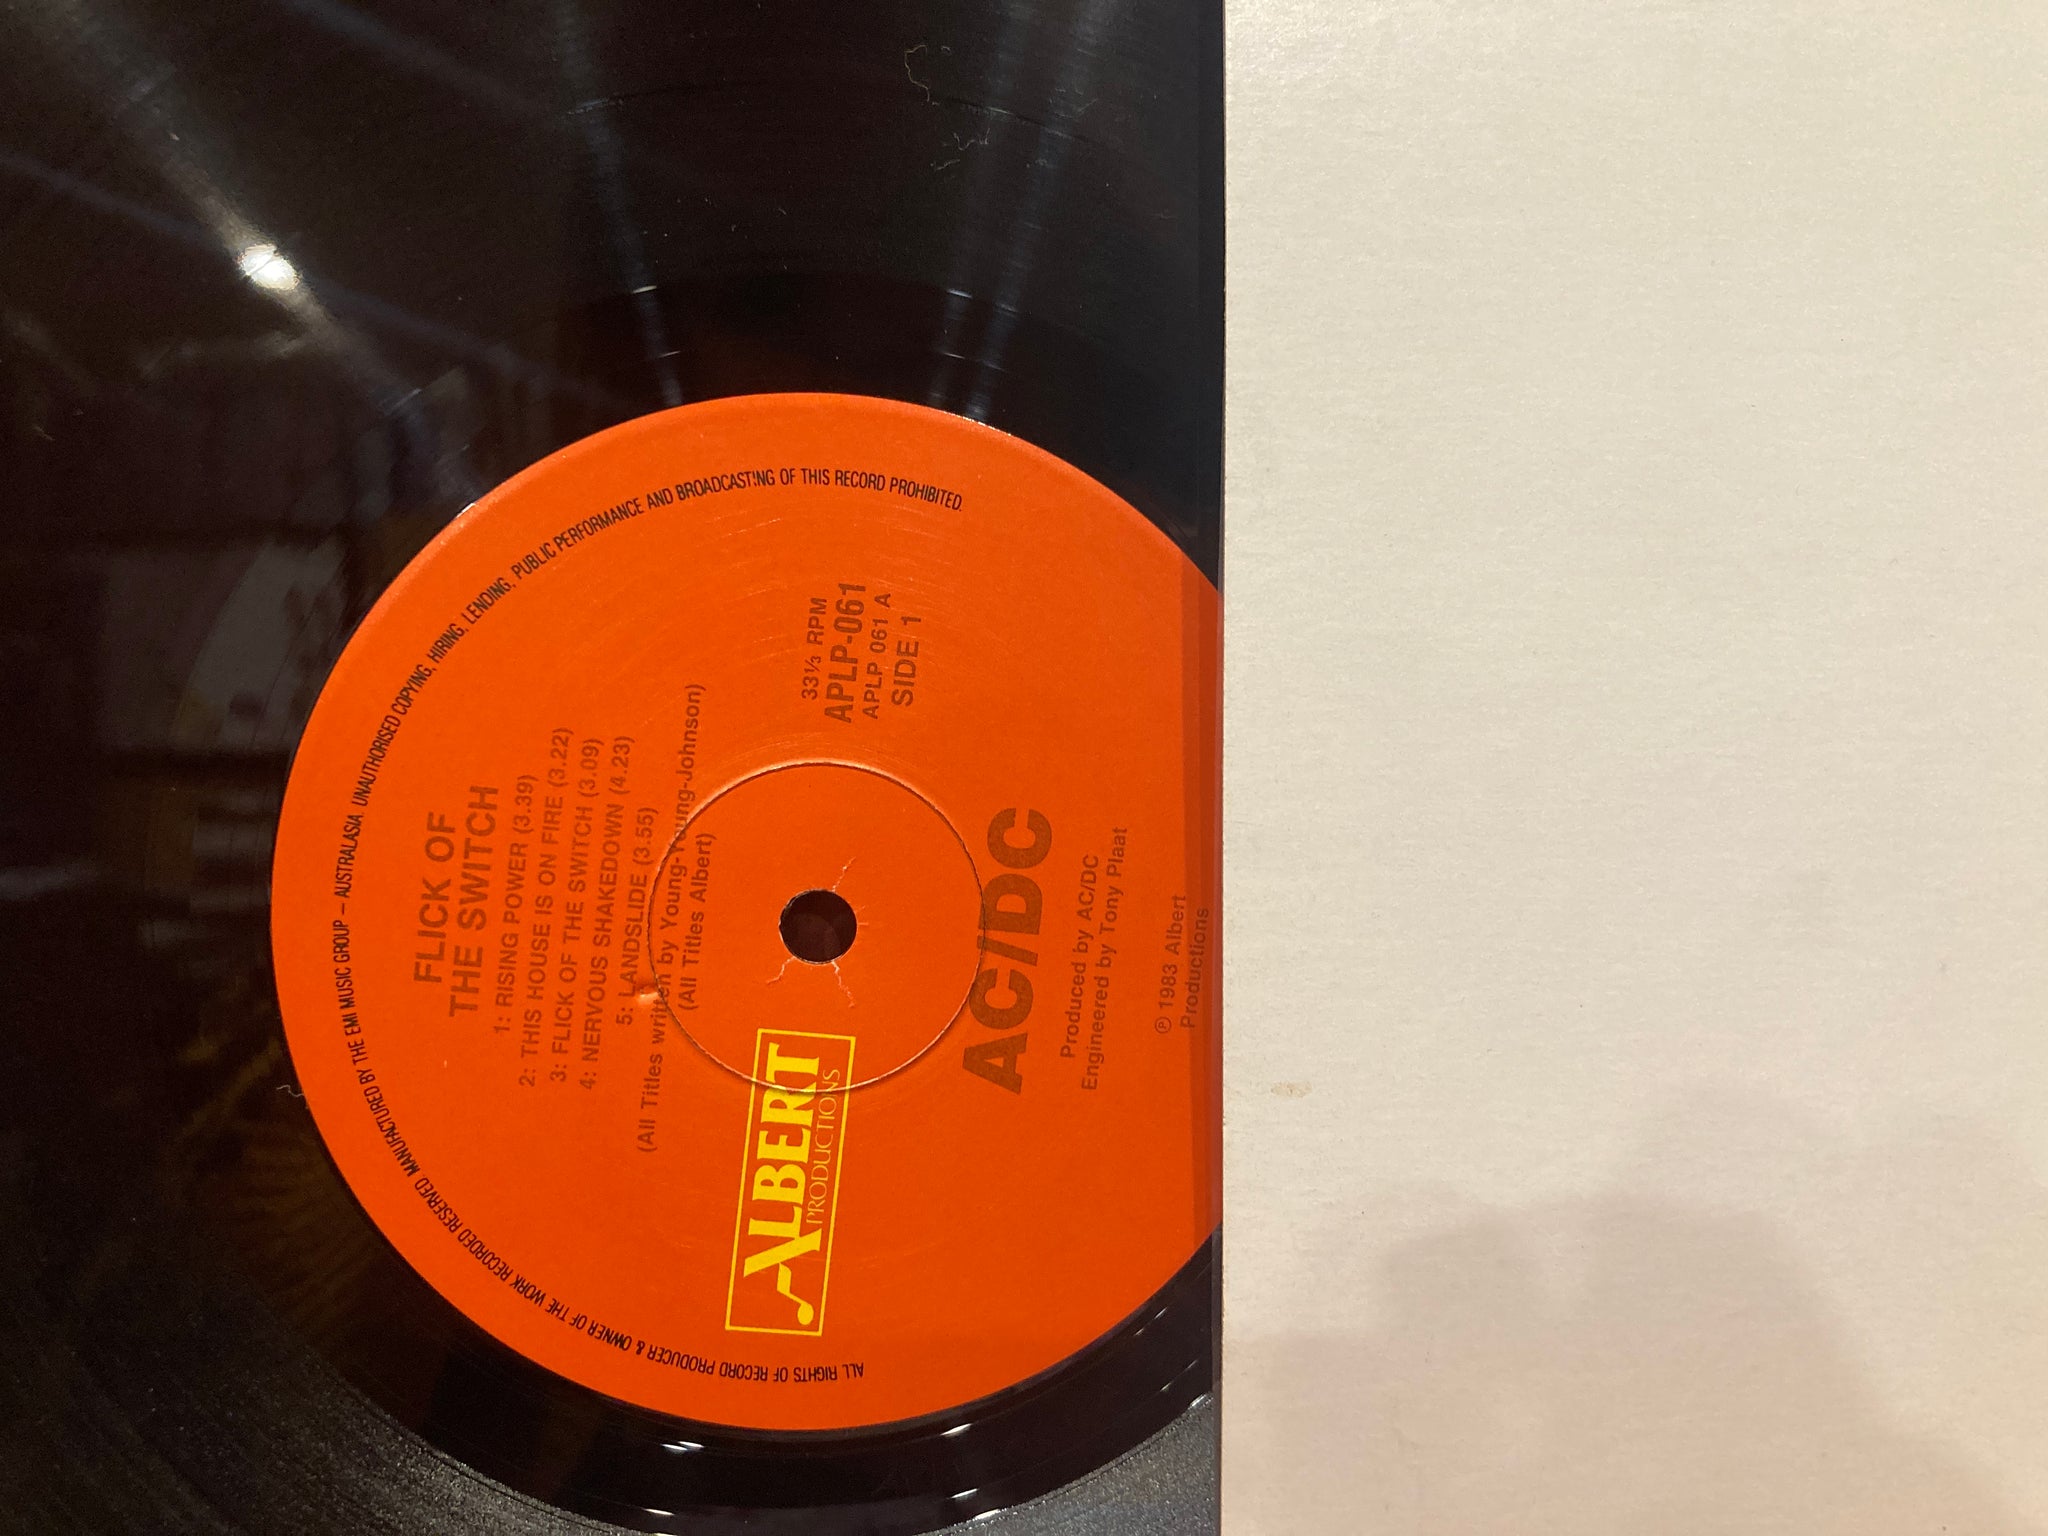 FLICK OF
THE SWITCH
1: RISING POWER (3.39)
2: THIS HOUSE IS ON FIRE (3.22)
3: FLICK OF THE SWITCH (3.09)
4: NERVOUS SHAKEDOWN (4.23)
5: LANDSLIDE (3.55)
(All Titles written by Young-Young-Johnson)
(All Titles Albert)
ALBERT
PRODUCTIONS
33⅓ RPM
APLP-061
APLP 061 A
SIDE 1
AC/DC
Produced by AC/DC
Engineered by Tony Plaat
℗ 1983 Albert
Productions
ALL RIGHTS OF RECORD PRODUCER & OWNER OF THE WORK RECORDED RESERVED. MANUFACTURED BY THE EMI MUSIC GROUP – AUSTRALASIA. UNAUTHORISED COPYING, HIRING, LENDING, PUBLIC PERFORMANCE AND BROADCASTING OF THIS RECORD PROHIBITED.